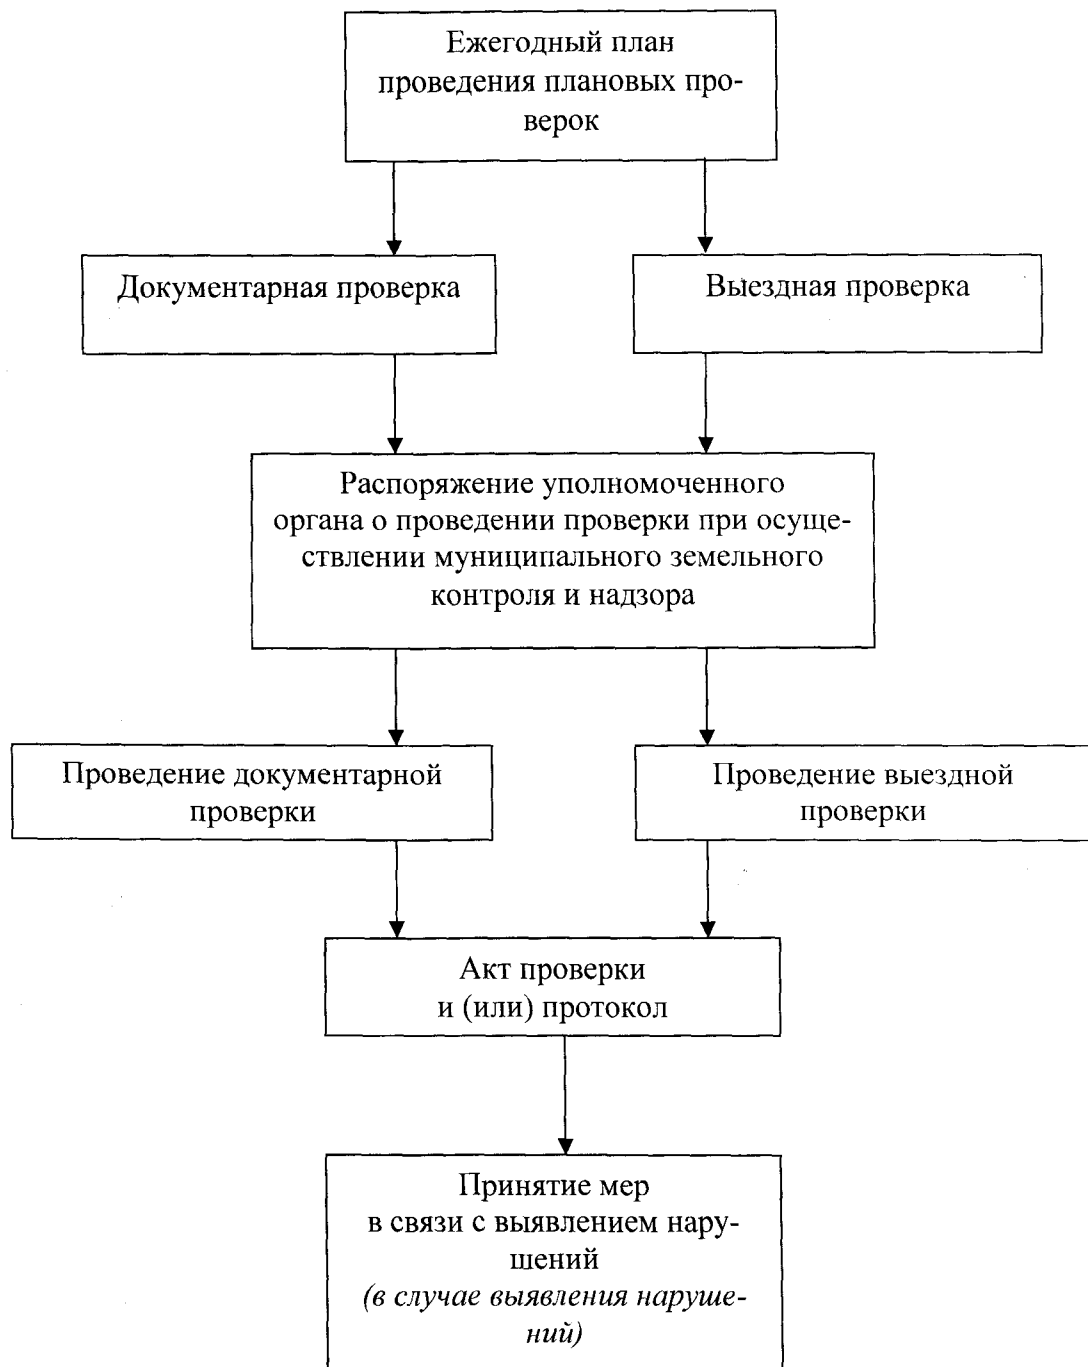 Ежегодный план
проведения плановых про-
верок
Документарная проверка
Выездная проверка
Распоряжение уполномоченного
органа о проведении проверки при осуще-
ствлении муниципального земельного
контроля и надзора
Проведение документарной
проверки
Проведение выездной
проверки
Акт проверки
и (или) протокол
Принятие мер
в связи с выявлением нару-
шений
(в случае выявления наруше-
ний)